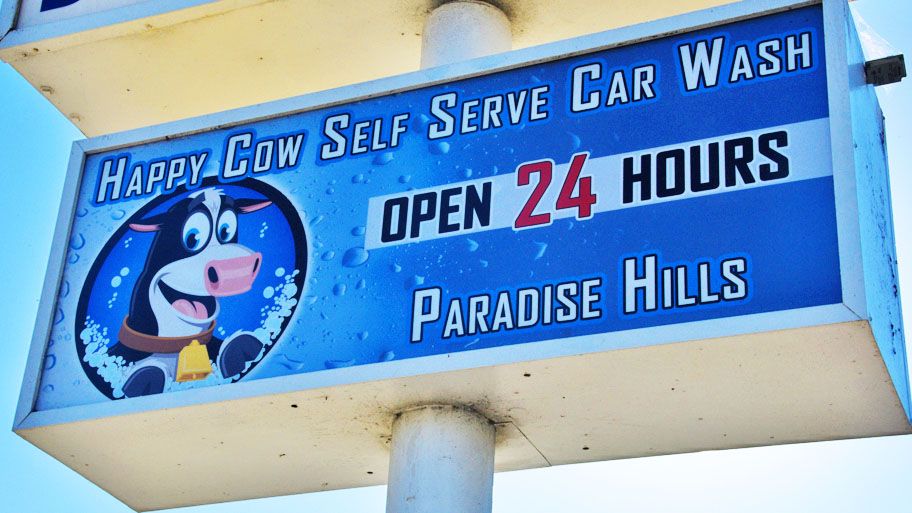 Happy Cow Self Serve Car Wash
OPEN 24 HOURS
Paradise Hills